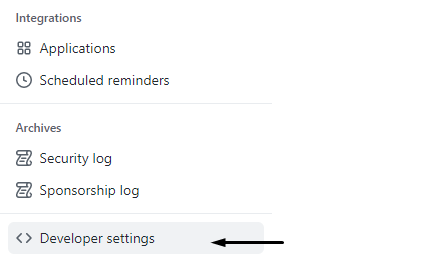 Integrations
Applications
Scheduled reminders
Archives
Security log
Sponsorship log
Developer settings